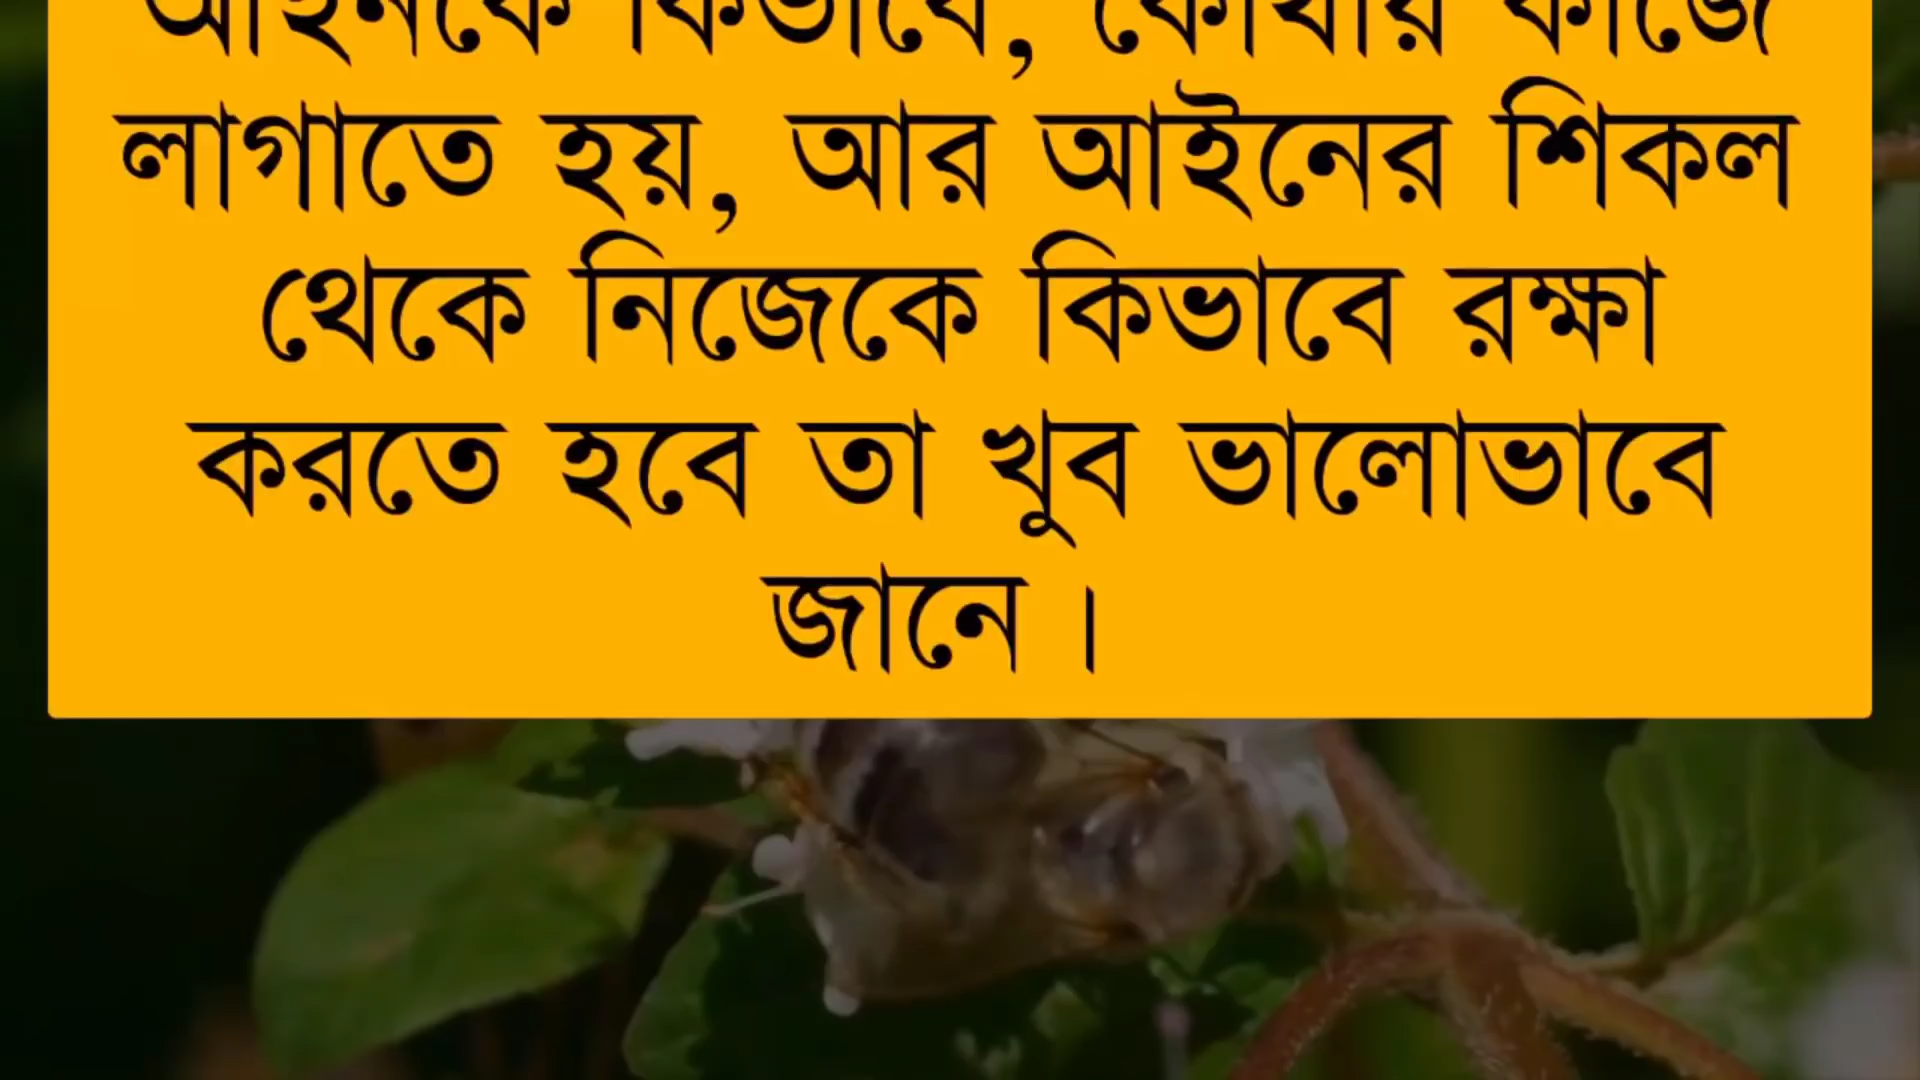 আইনকে কিভাবে, কোথায় কাজে
লাগাতে হয়, আর আইনের শিকল
থেকে নিজেকে কিভাবে রক্ষা
করতে হবে তা খুব ভালোভাবে
জানে।